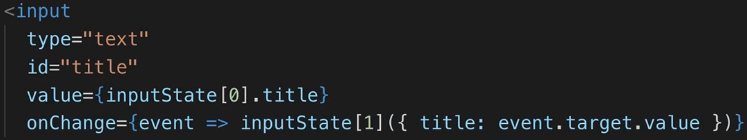 <input
type="text"
id="title"
value={inputState[0].title}
onChange={event => inputState[1]({ title: event.target.value })}